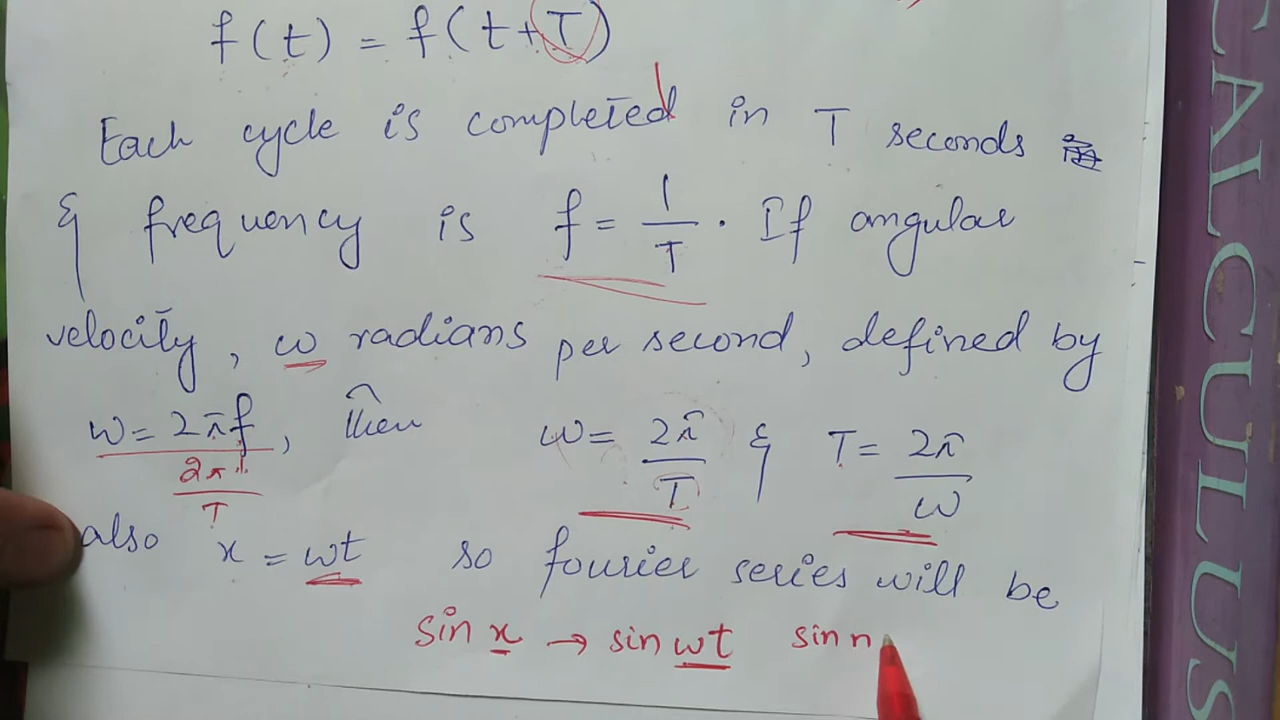 f(t) = f(t+T)
Each cycle is completed in T seconds
& frequency is f = 1/T . If angular
velocity, ω radians per second, defined by
ω = 2πf, then ω = 2π/T & T = 2π/ω
2π·1/T
also x = ωt so fourier series will be
sin x → sin ωt sin n
CALCULUS